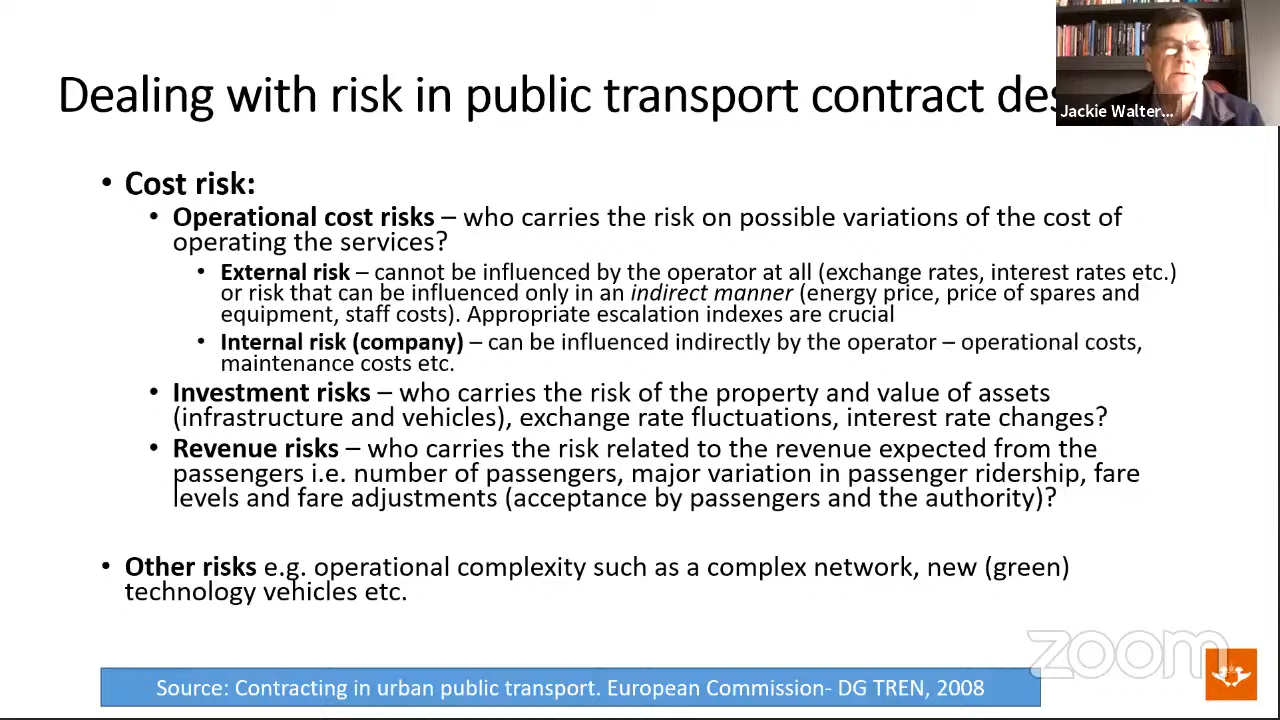 Dealing with risk in public transport contract des
Jackie Walter...
• Cost risk:
• Operational cost risks – who carries the risk on possible variations of the cost of
operating the services?
• External risk – cannot be influenced by the operator at all (exchange rates, interest rates etc.)
or risk that can be influenced only in an indirect manner (energy price, price of spares and
equipment, staff costs). Appropriate escalation indexes are crucial
• Internal risk (company) – can be influenced indirectly by the operator – operational costs,
maintenance costs etc.
• Investment risks – who carries the risk of the property and value of assets
(infrastructure and vehicles), exchange rate fluctuations, interest rate changes?
• Revenue risks – who carries the risk related to the revenue expected from the
passengers i.e. number of passengers, major variation in passenger ridership, fare
levels and fare adjustments (acceptance by passengers and the authority)?
• Other risks e.g. operational complexity such as a complex network, new (green)
technology vehicles etc.
zoom
Source: Contracting in urban public transport. European Commission- DG TREN, 2008